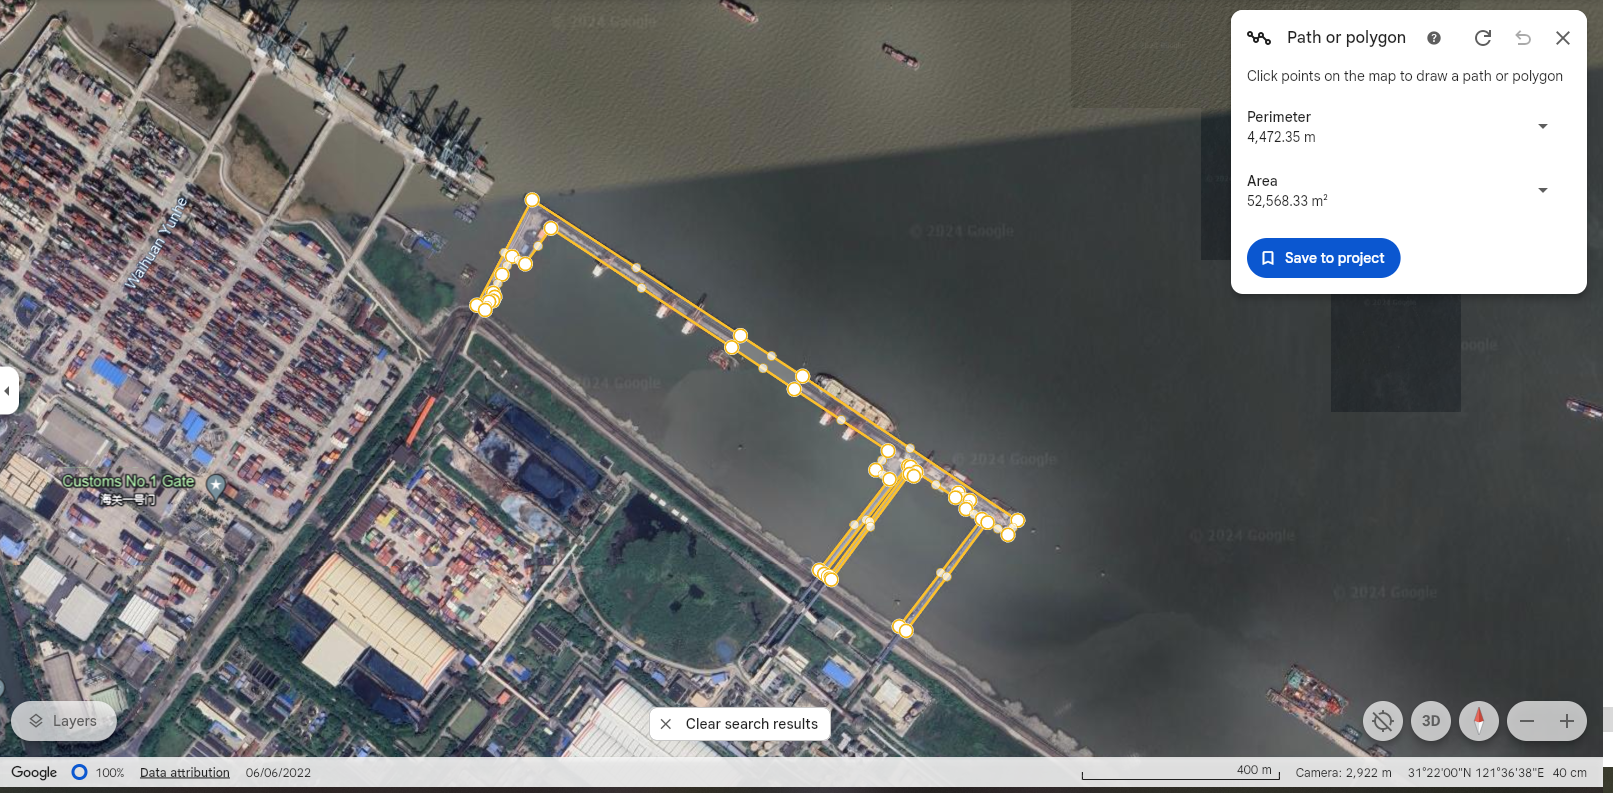 © 2024 Google
Path or polygon
Click points on the map to draw a path or polygon
Perimeter
4,472.35 m
Area
52,568.33 m²
Save to project
Waihuan Yunhe
© 2024 Google
© 2024 Google
Customs No.1 Gate
海关一号门
© 2024 Google
© 2024 Google
© 2024 Google
Layers
Clear search results
3D
Google
100%
Data attribution
06/06/2022
400 m
Camera: 2,922 m
31°22'00"N 121°36'38"E
40 cm